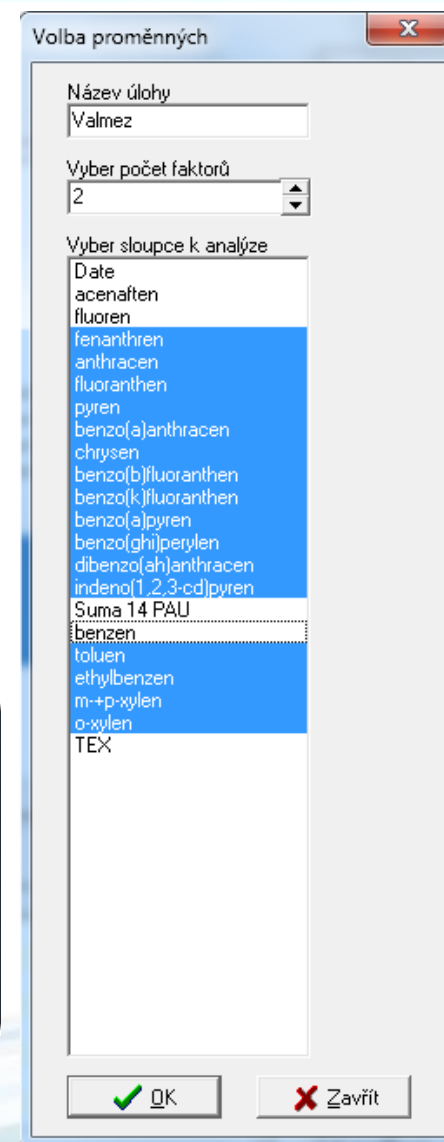 Volba proměnných
Název úlohy
Valmez
Vyber počet faktorů
2
Vyber sloupce k analýze
Date
acenaften
fluoren
fenanthren
anthracen
fluoranthen
pyren
benzo(a)anthracen
chrysen
benzo(b)fluoranthen
benzo(k)fluoranthen
benzo(a)pyren
benzo(ghi)perylen
dibenzo(ah)anthracen
indeno(1,2,3-cd)pyren
Suma 14 PAU
benzen
toluen
ethylbenzen
m-+p-xylen
o-xylen
TEX
OK
Zavřít